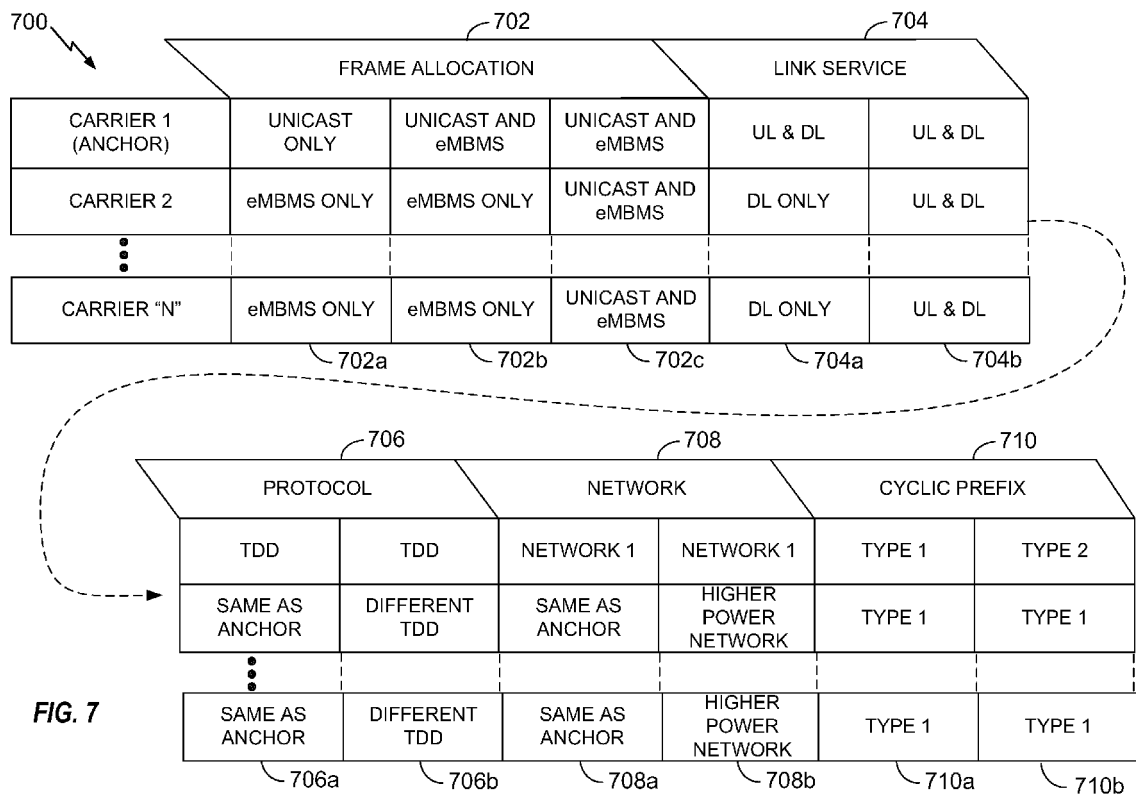 700
702
704
FRAME ALLOCATION
LINK SERVICE
CARRIER 1
(ANCHOR)
UNICAST
ONLY
UNICAST AND
eMBMS
UNICAST AND
eMBMS
UL & DL
UL & DL
CARRIER 2
eMBMS ONLY
eMBMS ONLY
UNICAST AND
eMBMS
DL ONLY
UL & DL
CARRIER “N”
eMBMS ONLY
eMBMS ONLY
UNICAST AND
eMBMS
DL ONLY
UL & DL
702a
702b
702c
704a
704b
706
708
710
PROTOCOL
NETWORK
CYCLIC PREFIX
TDD
TDD
NETWORK 1
NETWORK 1
TYPE 1
TYPE 2
SAME AS
ANCHOR
DIFFERENT
TDD
SAME AS
ANCHOR
HIGHER
POWER
NETWORK
TYPE 1
TYPE 1
FIG. 7
SAME AS
ANCHOR
DIFFERENT
TDD
SAME AS
ANCHOR
HIGHER
POWER
NETWORK
TYPE 1
TYPE 1
706a
706b
708a
708b
710a
710b